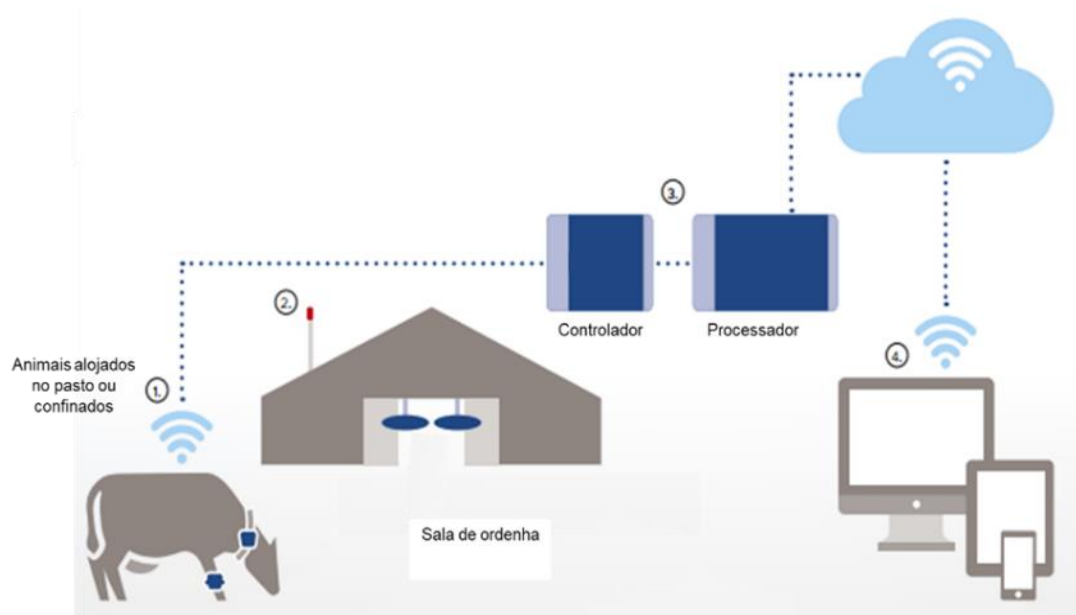 3.
2.
Controlador
Processador
4.
Animais alojados
no pasto ou
confinados
1.
Sala de ordenha